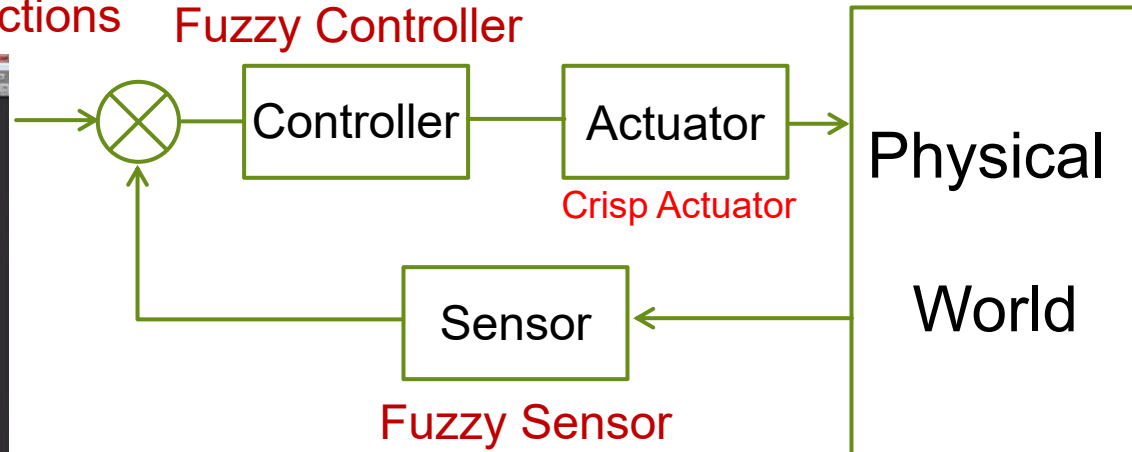 Fuzzy Controller
Controller
Actuator
Crisp Actuator
Physical
World
Sensor
Fuzzy Sensor